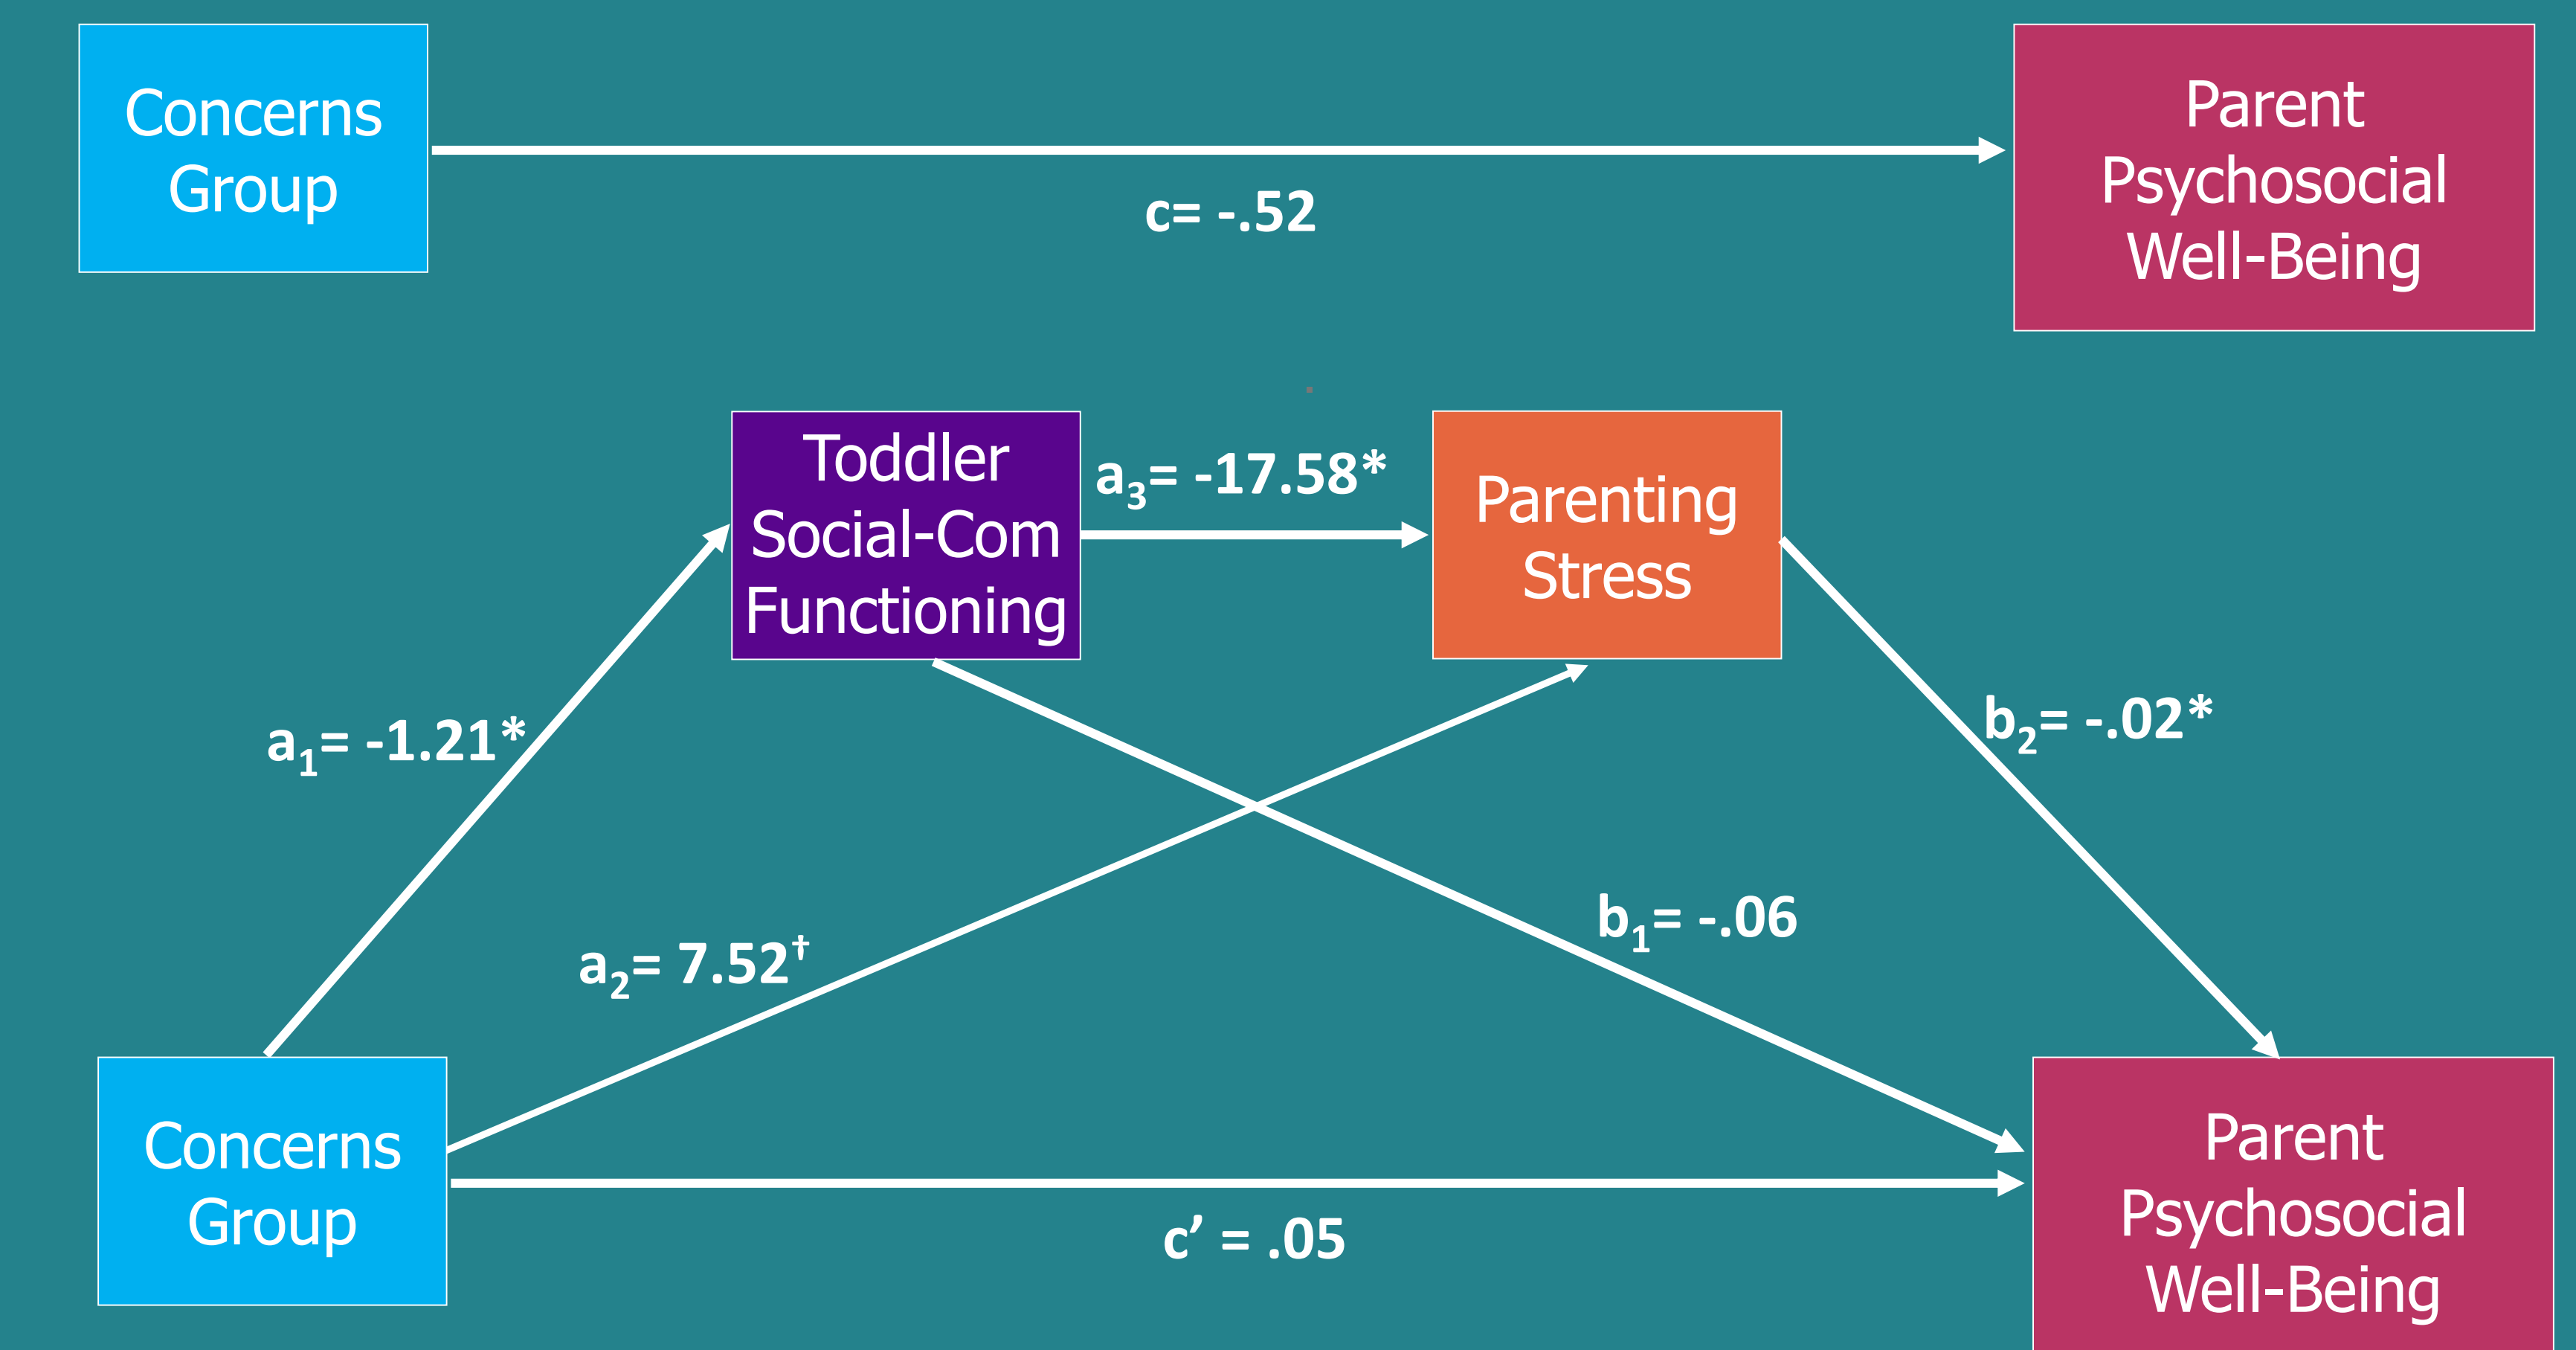 Concerns
Group
c= -.52
Parent
Psychosocial
Well-Being
Toddler
Social-Com
Functioning
a₃= -17.58*
Parenting
Stress
a₁= -1.21*
b₂= -.02*
a₂= 7.52†
b₁= -.06
Concerns
Group
c’ = .05
Parent
Psychosocial
Well-Being